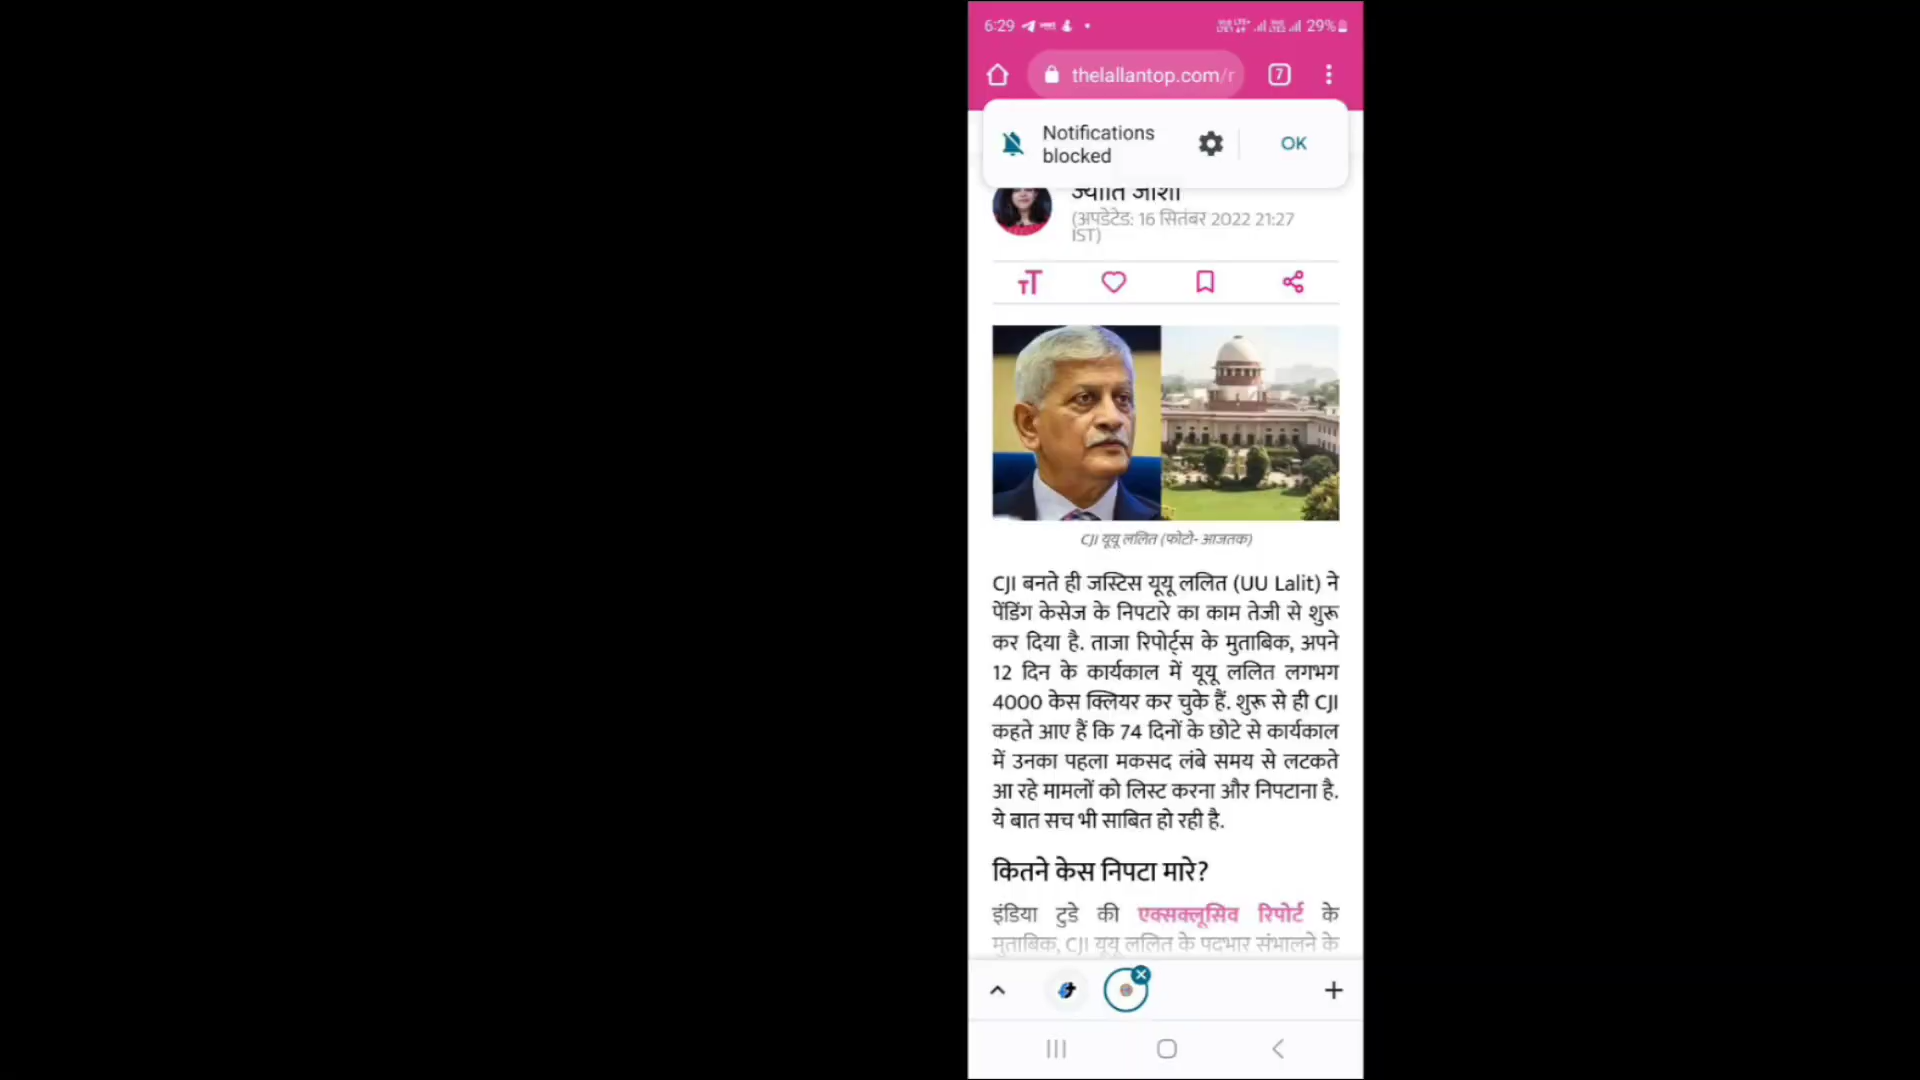 6:29
29%
thelallantop.com/r
7
Notifications
blocked
OK
ज्योति जोशी
(अपडेटेड: 16 सितंबर 2022 21:27
IST)
CJI यूयू ललित (फोटो- आजतक)
CJI बनते ही जस्टिस यूयू ललित (UU Lalit) ने
पेंडिंग केसेज के निपटारे का काम तेजी से शुरू
कर दिया है. ताजा रिपोर्ट्स के मुताबिक, अपने
12 दिन के कार्यकाल में यूयू ललित लगभग
4000 केस क्लियर कर चुके हैं. शुरू से ही CJI
कहते आए हैं कि 74 दिनों के छोटे से कार्यकाल
में उनका पहला मकसद लंबे समय से लटकते
आ रहे मामलों को लिस्ट करना और निपटाना है.
ये बात सच भी साबित हो रही है.
कितने केस निपटा मारे?
इंडिया टुडे की एक्सक्लूसिव रिपोर्ट के
मुताबिक, CJI यूयू ललित के पदभार संभालने के